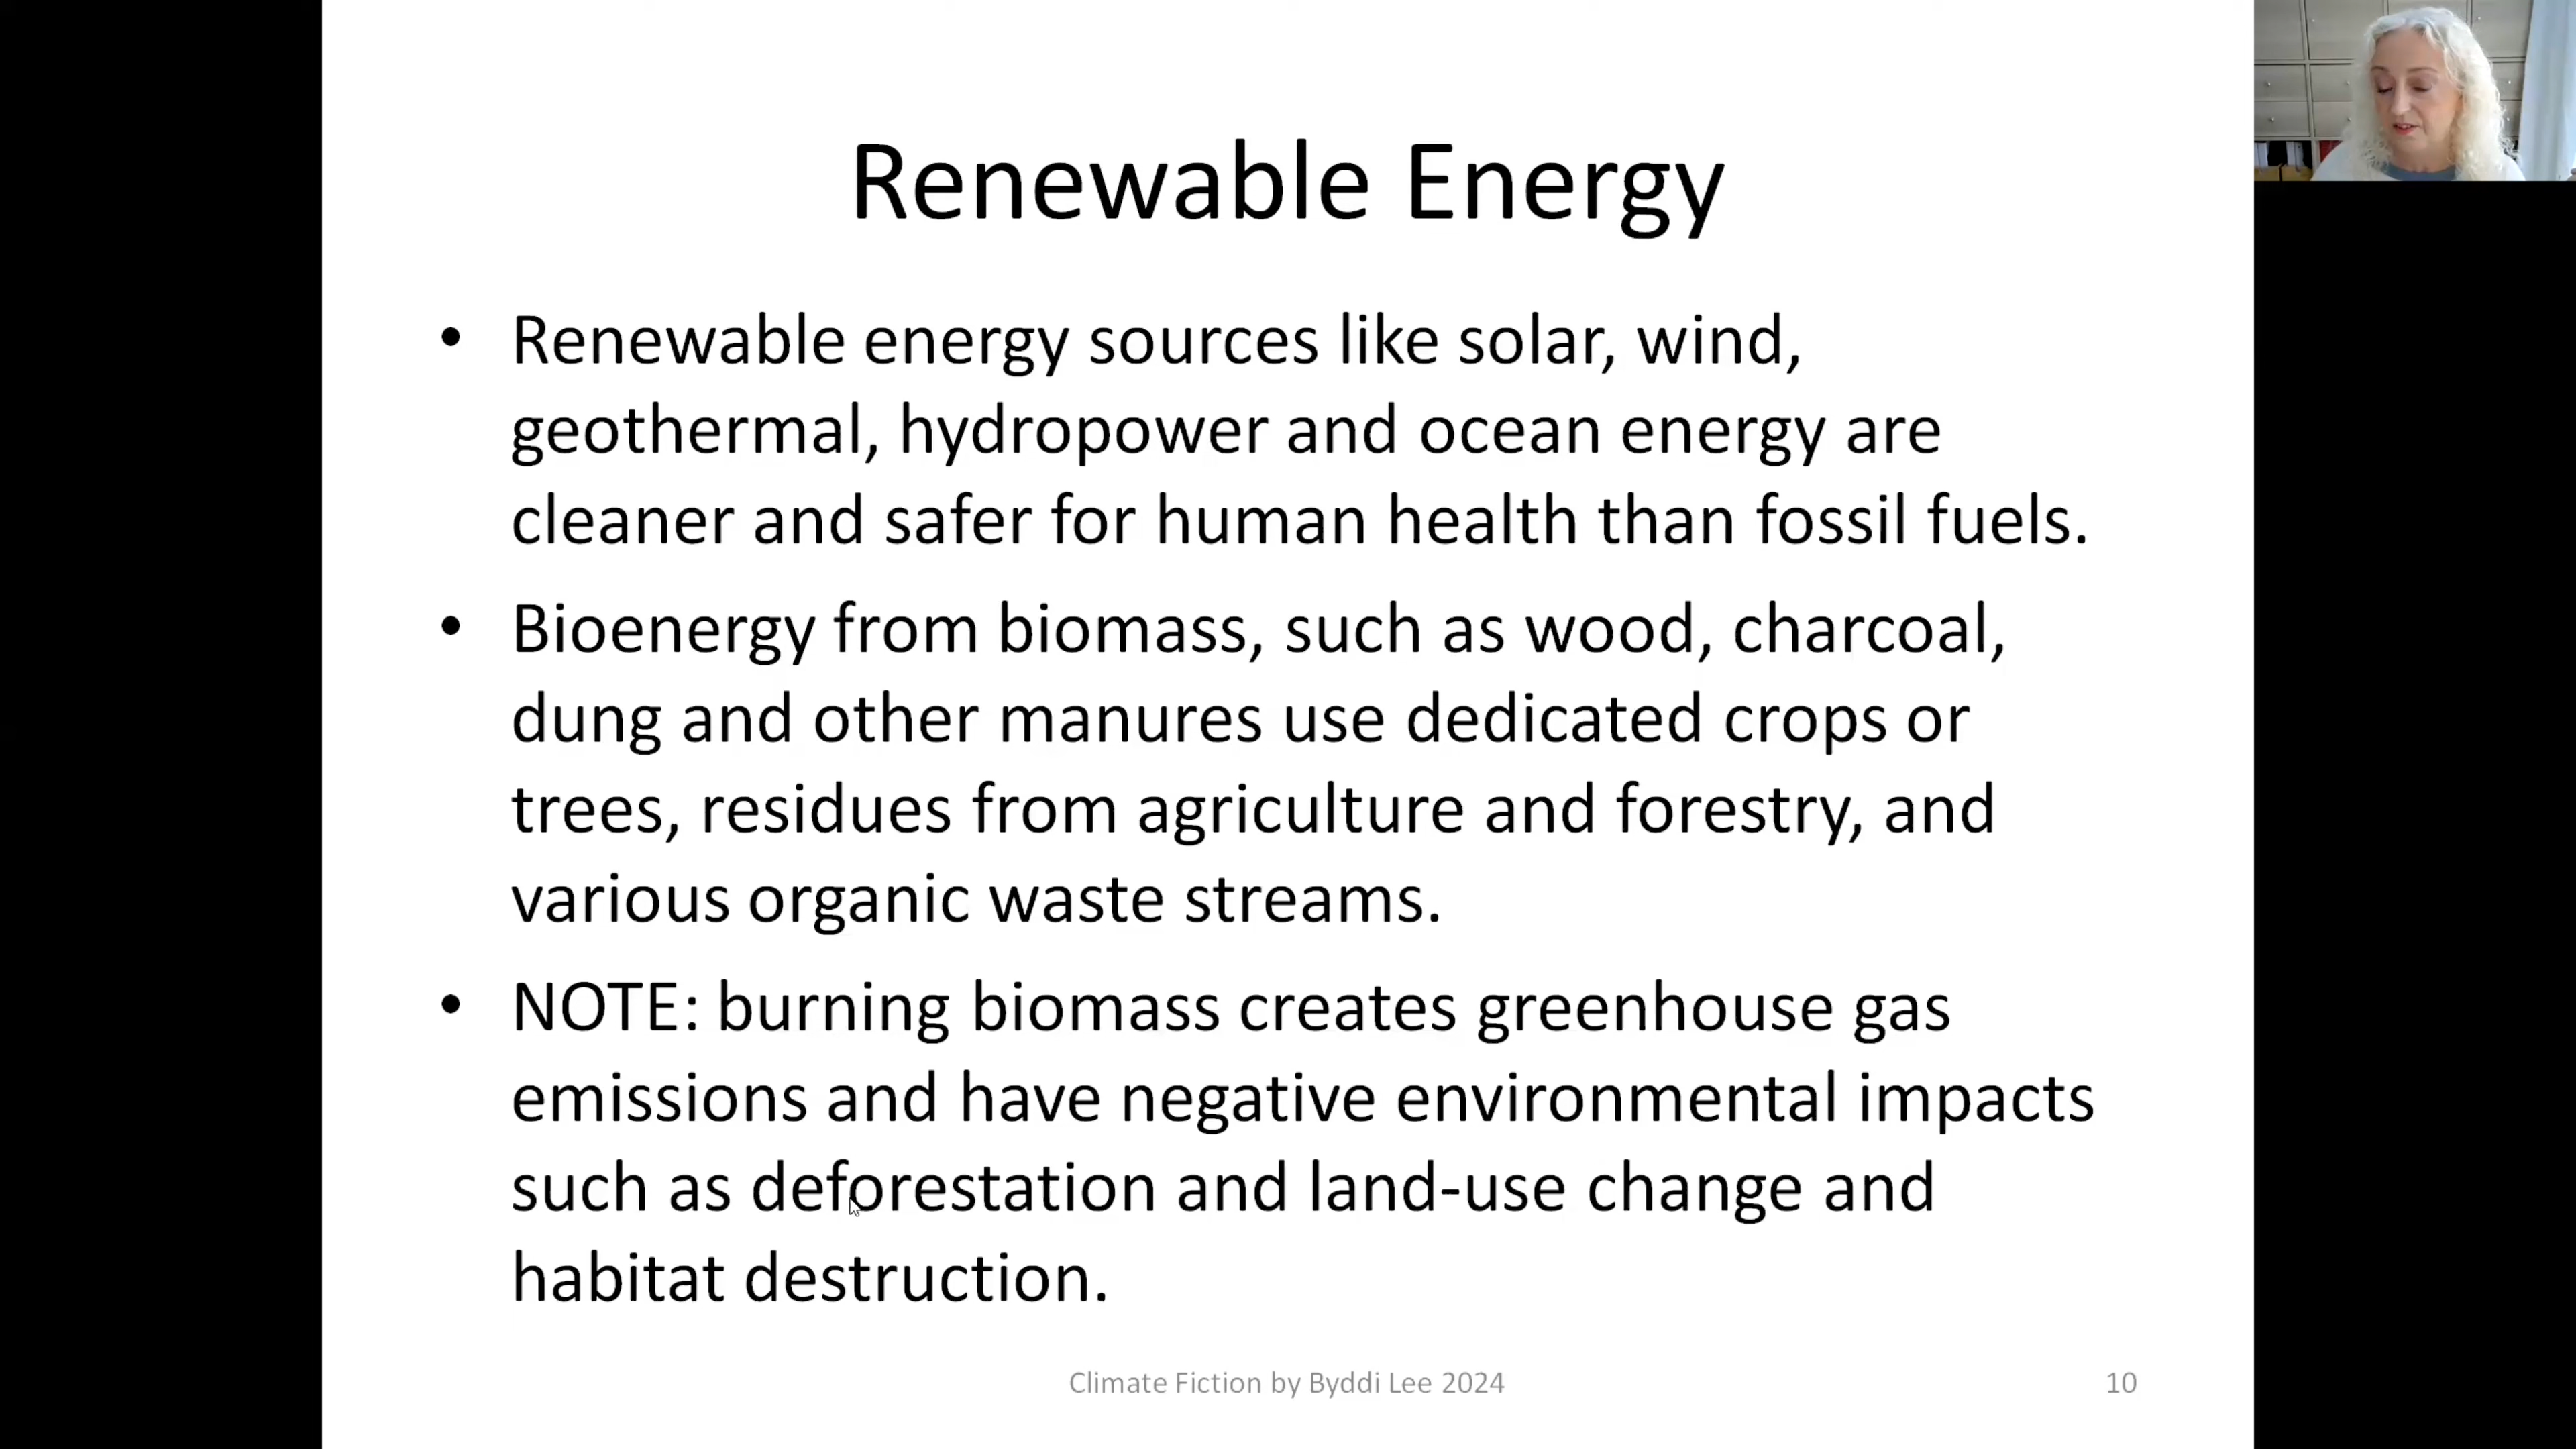 Renewable Energy
• Renewable energy sources like solar, wind,
geothermal, hydropower and ocean energy are
cleaner and safer for human health than fossil fuels.
• Bioenergy from biomass, such as wood, charcoal,
dung and other manures use dedicated crops or
trees, residues from agriculture and forestry, and
various organic waste streams.
• NOTE: burning biomass creates greenhouse gas
emissions and have negative environmental impacts
such as deforestation and land-use change and
habitat destruction.
Climate Fiction by Byddi Lee 2024
10